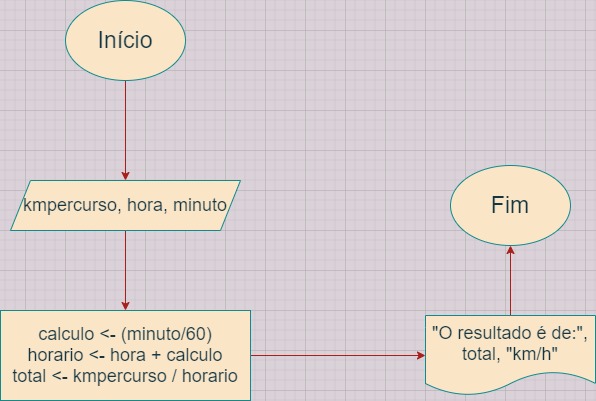 Início
kmpercurso, hora, minuto
calculo <- (minuto/60)
horario <- hora + calculo
total <- kmpercurso / horario
"O resultado é de:",
total, "km/h"
Fim